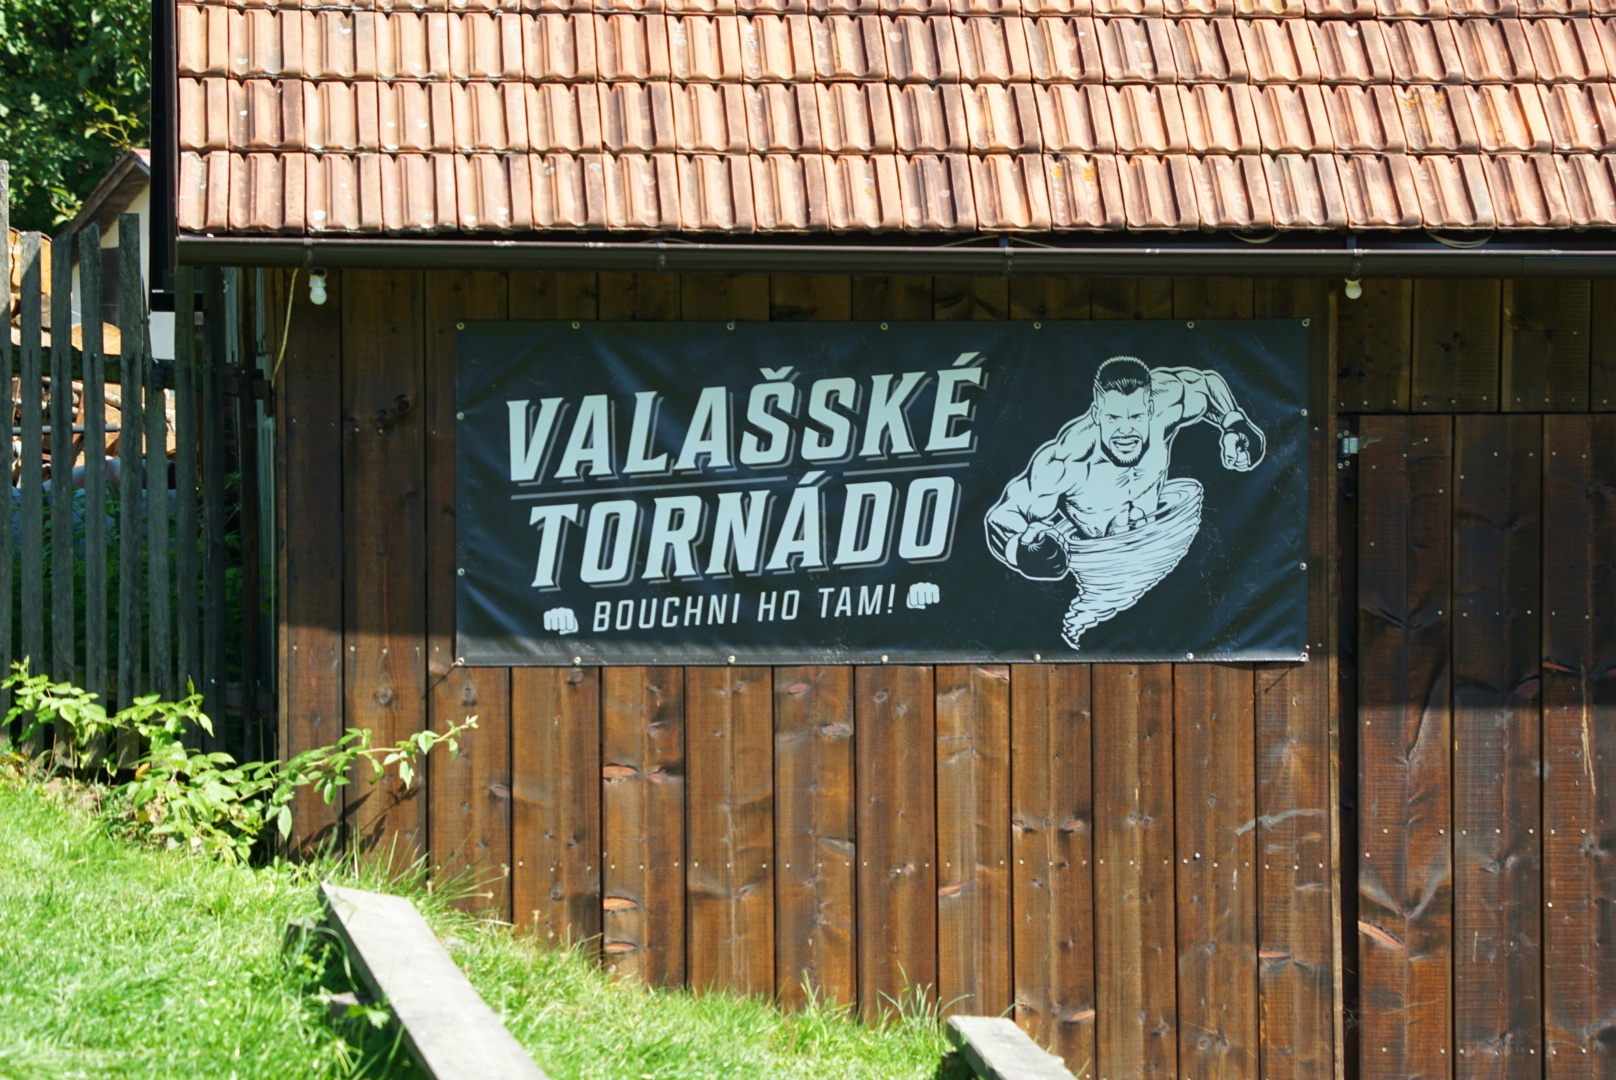 VALAŠSKÉ
TORNÁDO
BOUCHNI HO TAM!